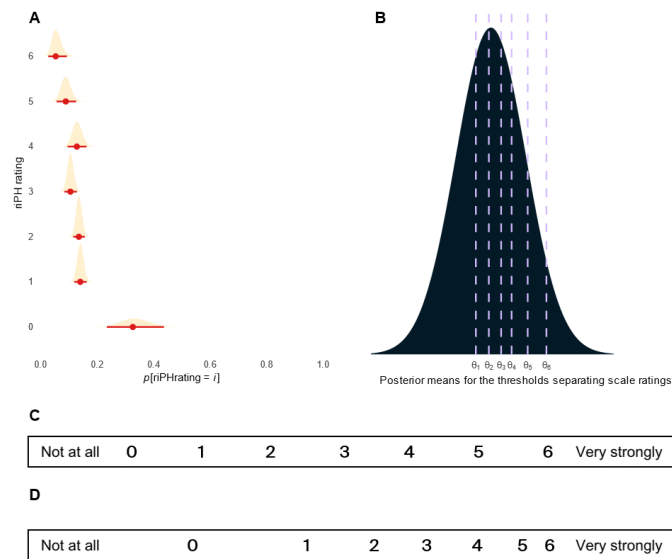 A
B
6
5
4
3
2
1
0
riPH rating
0.0 0.2 0.4 0.6 0.8 1.0
p[riPHrating = i]
θ1 θ2 θ3 θ4 θ5 θ6
Posterior means for the thresholds separating scale ratings
C
Not at all 0 1 2 3 4 5 6 Very strongly
D
Not at all 0 1 2 3 4 5 6 Very strongly